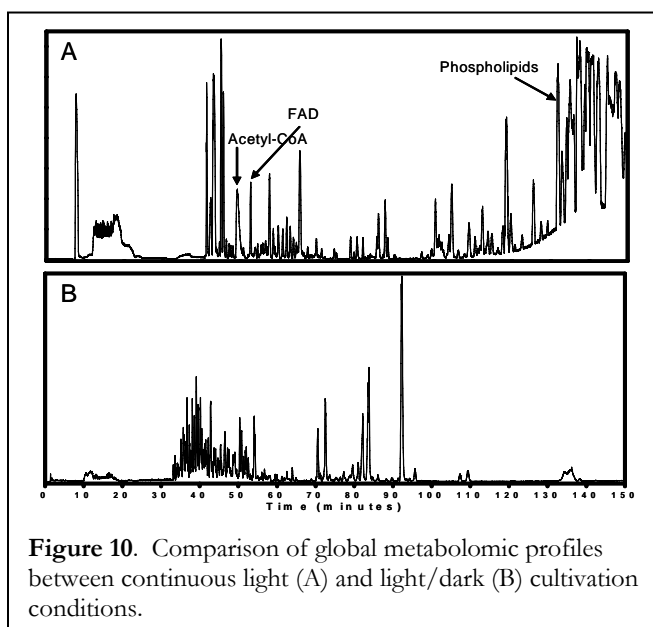 A
Phospholipids
FAD
Acetyl-CoA
B
0 10 20 30 40 50 60 70 80 90 100 110 120 130 140 150
Time (minutes)
Figure 10. Comparison of global metabolomic profiles
between continuous light (A) and light/dark (B) cultivation
conditions.